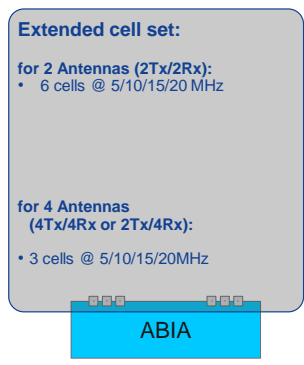 Extended cell set:
for 2 Antennas (2Tx/2Rx):
• 6 cells @ 5/10/15/20 MHz
for 4 Antennas
(4Tx/4Rx or 2Tx/4Rx):
• 3 cells @ 5/10/15/20MHz
ABIA